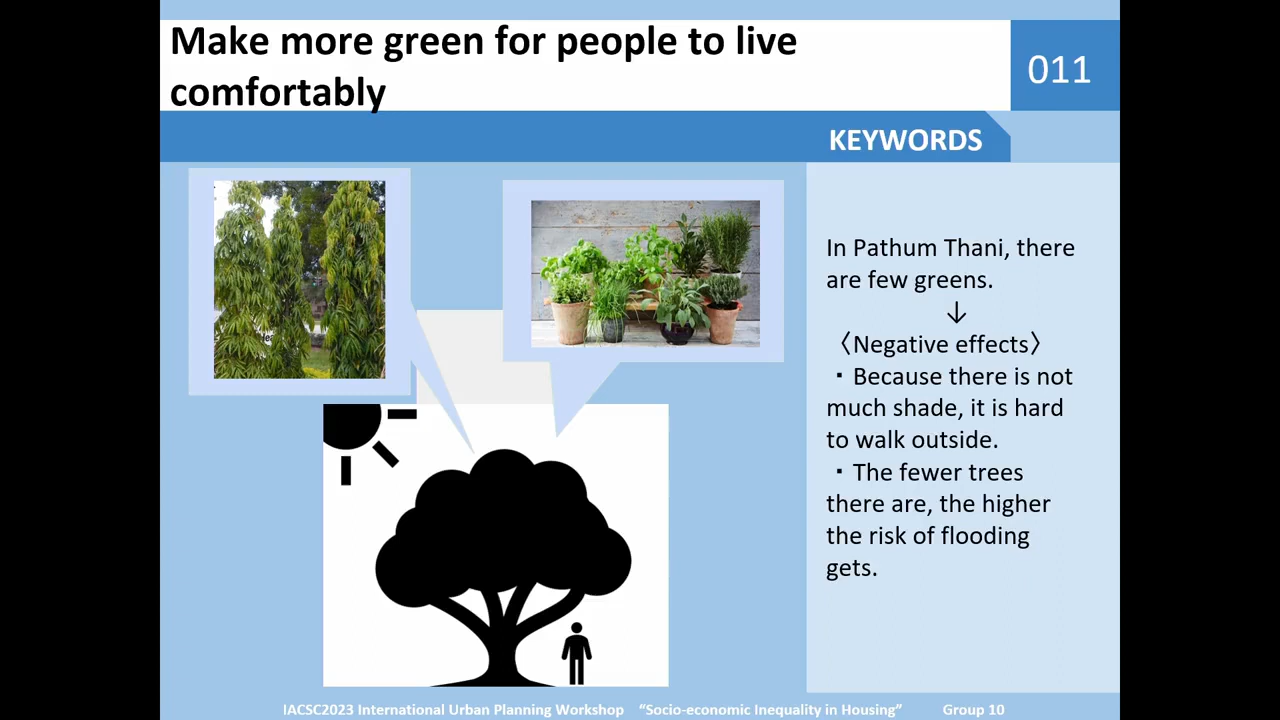 Make more green for people to live
comfortably
011
KEYWORDS
In Pathum Thani, there
are few greens.
↓
〈Negative effects〉
・Because there is not
much shade, it is hard
to walk outside.
・The fewer trees
there are, the higher
the risk of flooding
gets.
IACSC2023 International Urban Planning Workshop “Socio-economic Inequality in Housing” Group 10